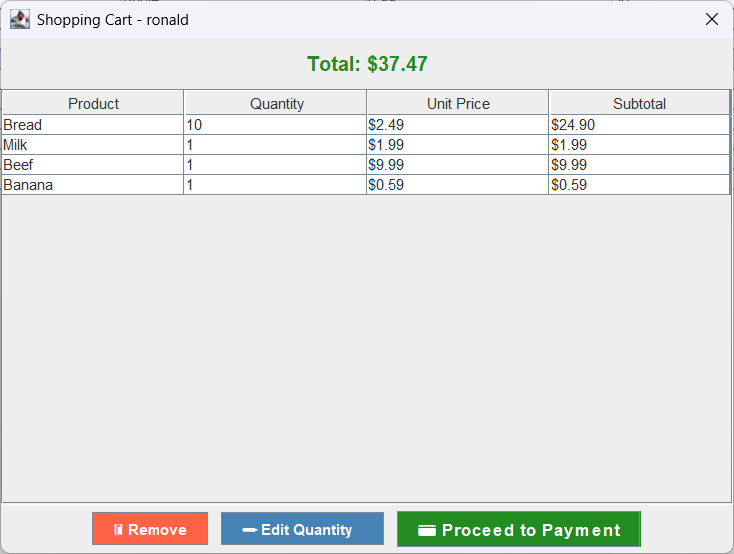 Shopping Cart - ronald
Total: $37.47
Product Quantity Unit Price Subtotal
Bread 10 $2.49 $24.90
Milk 1 $1.99 $1.99
Beef 1 $9.99 $9.99
Banana 1 $0.59 $0.59
Remove Edit Quantity Proceed to Payment